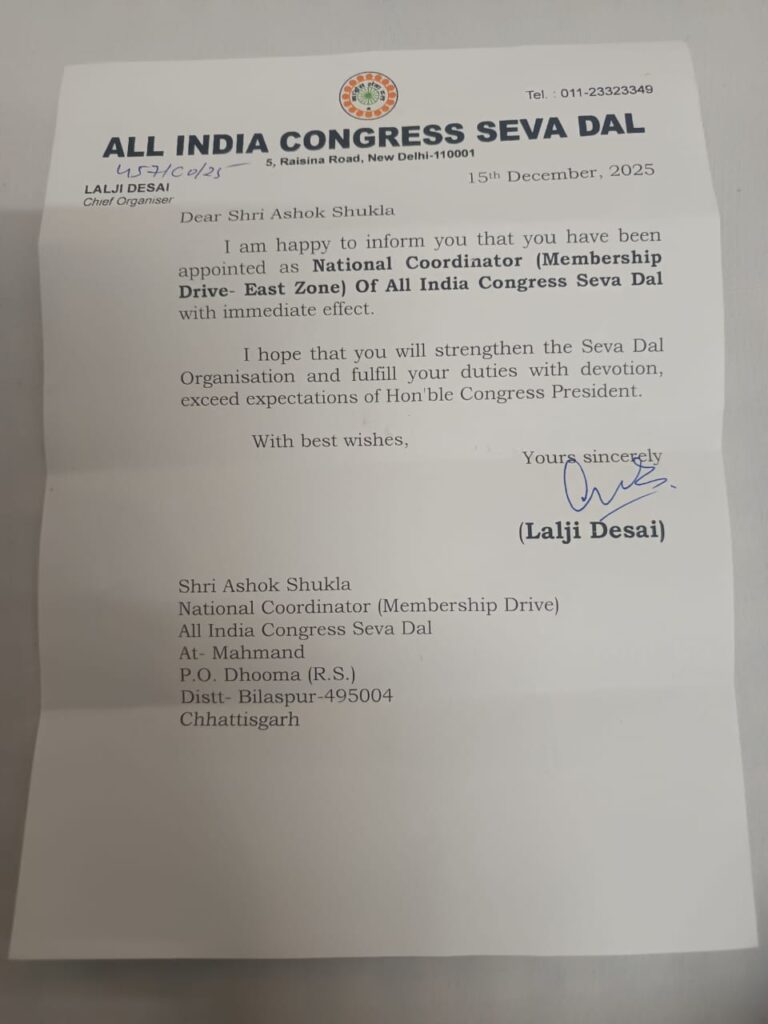 Tel. : 011-23323349
ALL INDIA CONGRESS SEVA DAL
5, Raisina Road, New Delhi-110001
457/CO/25
LALJI DESAI
Chief Organiser
15th December, 2025
Dear Shri Ashok Shukla
I am happy to inform you that you have been
appointed as National Coordinator (Membership
Drive- East Zone) Of All India Congress Seva Dal
with immediate effect.
I hope that you will strengthen the Seva Dal
Organisation and fulfill your duties with devotion,
exceed expectations of Hon'ble Congress President.
With best wishes,
Yours sincerely
(Lalji Desai)
Shri Ashok Shukla
National Coordinator (Membership Drive)
All India Congress Seva Dal
At- Mahmand
P.O. Dhooma (R.S.)
Distt- Bilaspur-495004
Chhattisgarh